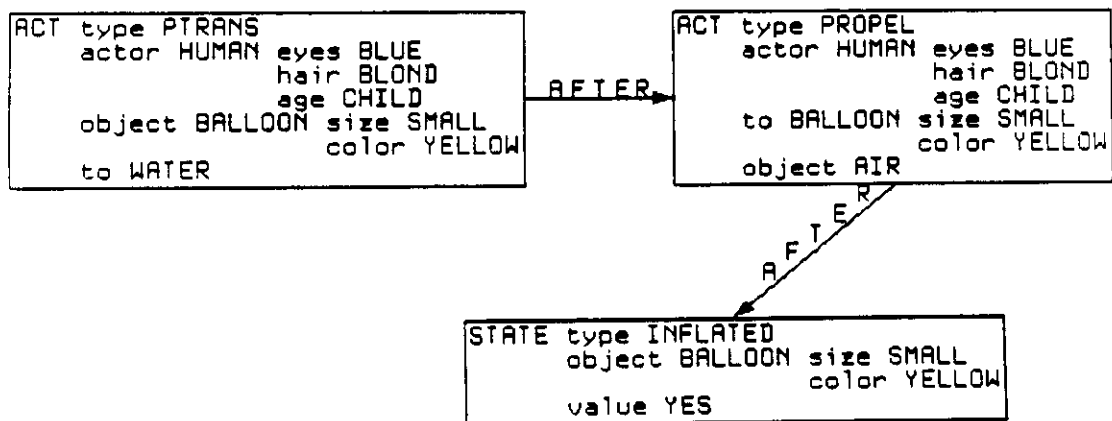 ACT type PTRANS
actor HUMAN eyes BLUE
hair BLOND
age CHILD
object BALLOON size SMALL
color YELLOW
to WATER
AFTER
ACT type PROPEL
actor HUMAN eyes BLUE
hair BLOND
age CHILD
to BALLOON size SMALL
color YELLOW
object AIR
AFTER
STATE type INFLATED
object BALLOON size SMALL
color YELLOW
value YES